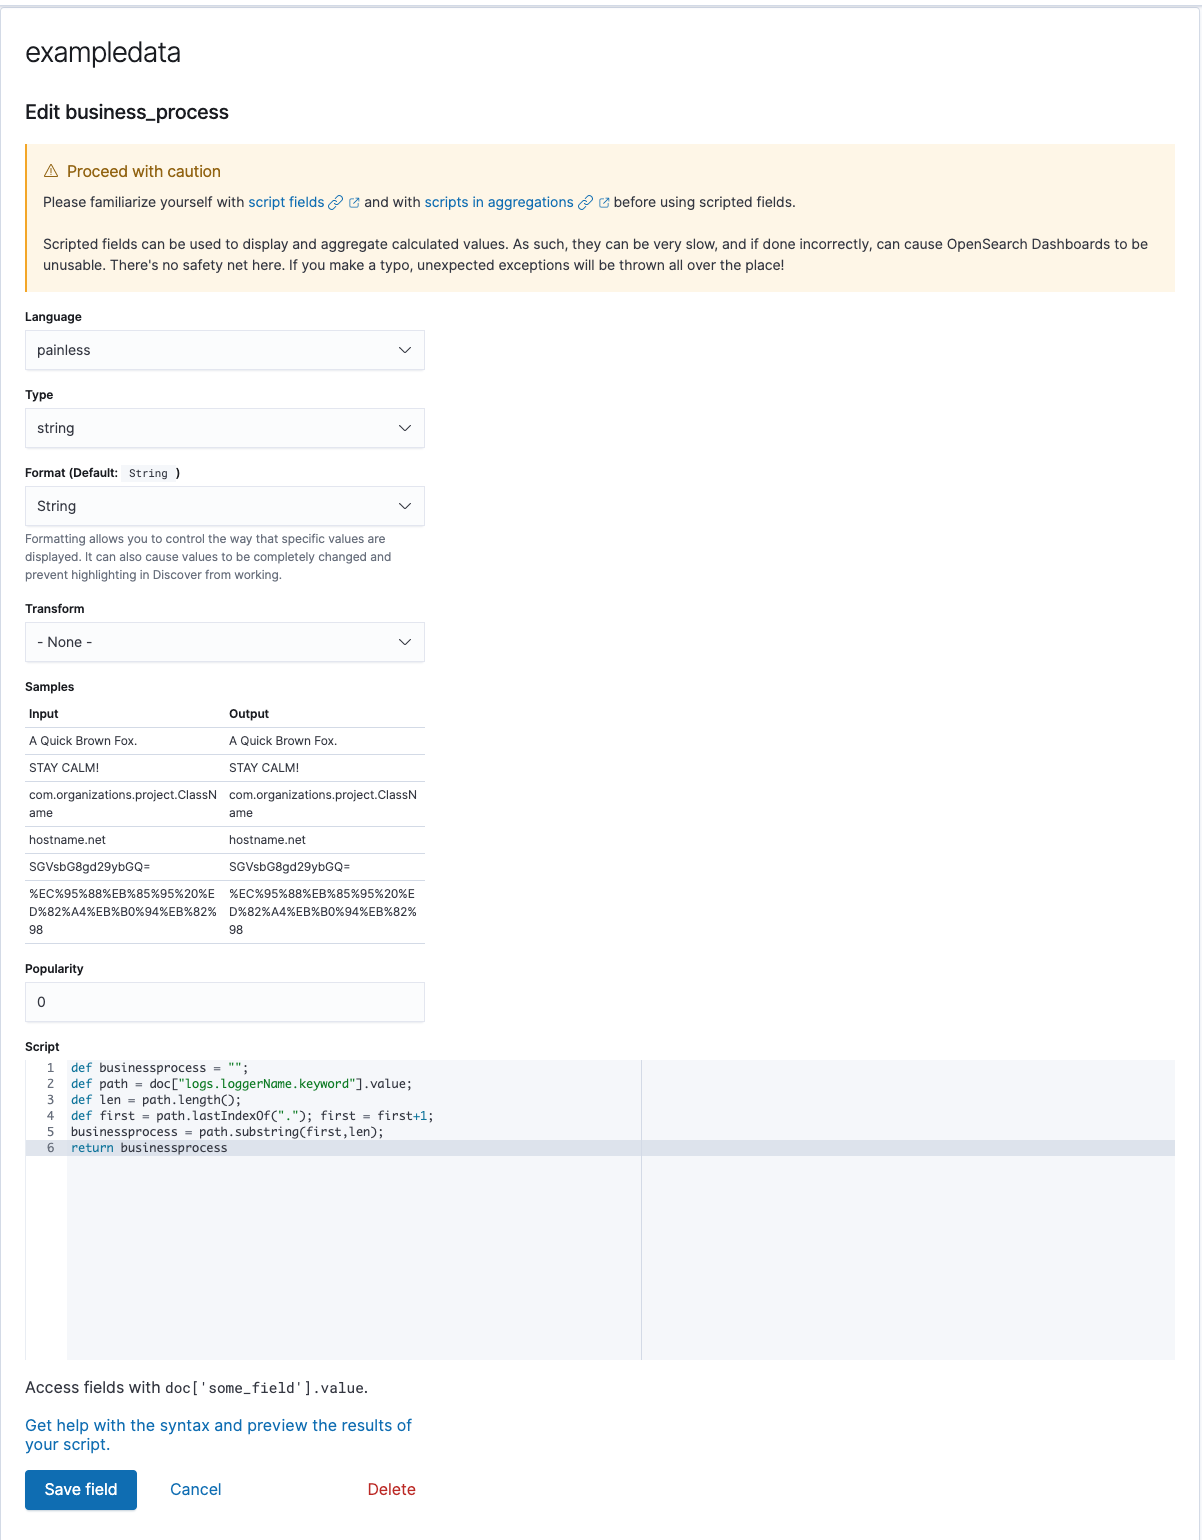 exampledata
Edit business_process
Proceed with caution
Please familiarize yourself with script fields and with scripts in aggregations before using scripted fields.
Scripted fields can be used to display and aggregate calculated values. As such, they can be very slow, and if done incorrectly, can cause OpenSearch Dashboards to be
unusable. There's no safety net here. If you make a typo, unexpected exceptions will be thrown all over the place!
Language
painless
Type
string
Format (Default: String )
String
Formatting allows you to control the way that specific values are
displayed. It can also cause values to be completely changed and
prevent highlighting in Discover from working.
Transform
- None -
Samples
Input Output
A Quick Brown Fox. A Quick Brown Fox.
STAY CALM! STAY CALM!
com.organizations.project.ClassN com.organizations.project.ClassN
ame ame
hostname.net hostname.net
SGVsbG8gd29ybGQ= SGVsbG8gd29ybGQ=
%EC%95%88%EB%85%95%20%E %EC%95%88%EB%85%95%20%E
D%82%A4%EB%B0%94%EB%82% D%82%A4%EB%B0%94%EB%82%
98 98
Popularity
0
Script
1 def businessprocess = "";
2 def path = doc["logs.loggerName.keyword"].value;
3 def len = path.length();
4 def first = path.lastIndexOf("."); first = first+1;
5 businessprocess = path.substring(first,len);
6 return businessprocess
Access fields with doc['some_field'].value.
Get help with the syntax and preview the results of
your script.
Save field Cancel Delete